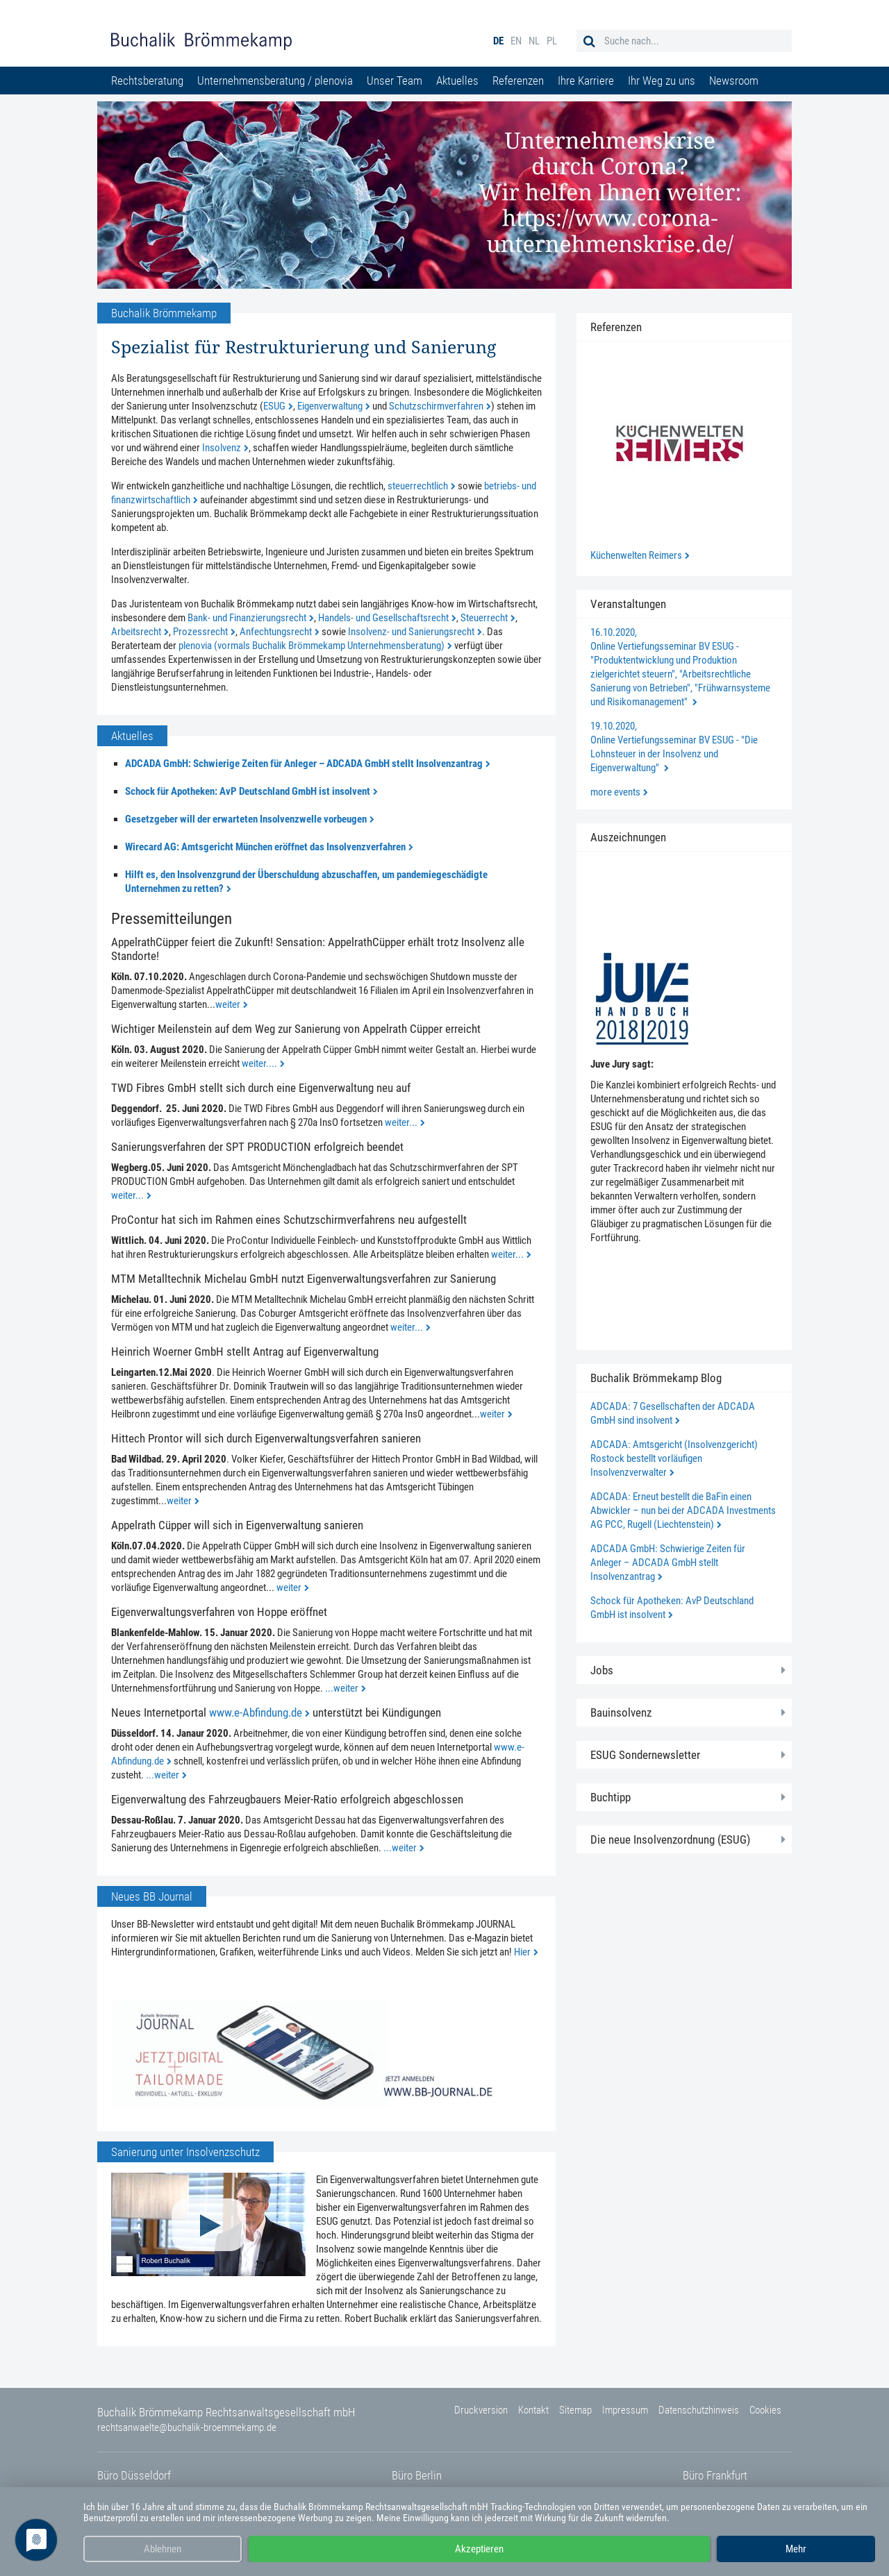 Buchalik Brömmekamp
DE EN NL PL
Suche nach...
Rechtsberatung Unternehmensberatung / plenovia Unser Team Aktuelles Referenzen Ihre Karriere Ihr Weg zu uns Newsroom
Unternehmenskrise
durch Corona?
Wir helfen Ihnen weiter:
https://www.corona-
unternehmenskrise.de/
Buchalik Brömmekamp
Spezialist für Restrukturierung und Sanierung
Als Beratungsgesellschaft für Restrukturierung und Sanierung sind wir darauf spezialisiert, mittelständische
Unternehmen innerhalb und außerhalb der Krise auf Erfolgskurs zu bringen. Insbesondere die Möglichkeiten
der Sanierung unter Insolvenzschutz (ESUG, Eigenverwaltung und Schutzschirmverfahren) stehen im
Mittelpunkt. Das verlangt schnelles, entschlossenes Handeln und ein spezialisiertes Team, das auch in
kritischen Situationen die richtige Lösung findet und umsetzt. Wir helfen auch in sehr schwierigen Phasen
vor und während einer Insolvenz, schaffen wieder Handlungsspielräume, begleiten durch sämtliche
Bereiche des Wandels und machen Unternehmen wieder zukunftsfähig.
Wir entwickeln ganzheitliche und nachhaltige Lösungen, die rechtlich, steuerrechtlich sowie betriebs- und
finanzwirtschaftlich aufeinander abgestimmt sind und setzen diese in Restrukturierungs- und
Sanierungsprojekten um. Buchalik Brömmekamp deckt alle Fachgebiete in einer Restrukturierungssituation
kompetent ab.
Interdisziplinär arbeiten Betriebswirte, Ingenieure und Juristen zusammen und bieten ein breites Spektrum
an Dienstleistungen für mittelständische Unternehmen, Fremd- und Eigenkapitalgeber sowie
Insolvenzverwalter.
Das Juristenteam von Buchalik Brömmekamp nutzt dabei sein langjähriges Know-how im Wirtschaftsrecht,
insbesondere dem Bank- und Finanzierungsrecht, Handels- und Gesellschaftsrecht, Steuerrecht,
Arbeitsrecht, Prozessrecht, Anfechtungsrecht sowie Insolvenz- und Sanierungsrecht. Das
Beraterteam der plenovia (vormals Buchalik Brömmekamp Unternehmensberatung) verfügt über
umfassendes Expertenwissen in der Erstellung und Umsetzung von Restrukturierungskonzepten sowie über
langjährige Berufserfahrung in leitenden Funktionen bei Industrie-, Handels- oder
Dienstleistungsunternehmen.
Aktuelles
ADCADA GmbH: Schwierige Zeiten für Anleger – ADCADA GmbH stellt Insolvenzantrag
Schock für Apotheken: AvP Deutschland GmbH ist insolvent
Gesetzgeber will der erwarteten Insolvenzwelle vorbeugen
Wirecard AG: Amtsgericht München eröffnet das Insolvenzverfahren
Hilft es, den Insolvenzgrund der Überschuldung abzuschaffen, um pandemiegeschädigte
Unternehmen zu retten?
Pressemitteilungen
AppelrathCüpper feiert die Zukunft! Sensation: AppelrathCüpper erhält trotz Insolvenz alle
Standorte!
Köln. 07.10.2020. Angeschlagen durch Corona-Pandemie und sechswöchigen Shutdown musste der
Damenmode-Spezialist AppelrathCüpper mit deutschlandweit 16 Filialen im April ein Insolvenzverfahren in
Eigenverwaltung starten...weiter
Wichtiger Meilenstein auf dem Weg zur Sanierung von Appelrath Cüpper erreicht
Köln. 03. August 2020. Die Sanierung der Appelrath Cüpper GmbH nimmt weiter Gestalt an. Hierbei wurde
ein weiterer Meilenstein erreicht weiter....
TWD Fibres GmbH stellt sich durch eine Eigenverwaltung neu auf
Deggendorf. 25. Juni 2020. Die TWD Fibres GmbH aus Deggendorf will ihren Sanierungsweg durch ein
vorläufiges Eigenverwaltungsverfahren nach § 270a InsO fortsetzen weiter...
Sanierungsverfahren der SPT PRODUCTION erfolgreich beendet
Wegberg.05. Juni 2020. Das Amtsgericht Mönchengladbach hat das Schutzschirmverfahren der SPT
PRODUCTION GmbH aufgehoben. Das Unternehmen gilt damit als erfolgreich saniert und entschuldet
weiter...
ProContur hat sich im Rahmen eines Schutzschirmverfahrens neu aufgestellt
Wittlich. 04. Juni 2020. Die ProContur Individuelle Feinblech- und Kunststoffprodukte GmbH aus Wittlich
hat ihren Restrukturierungskurs erfolgreich abgeschlossen. Alle Arbeitsplätze bleiben erhalten weiter...
MTM Metalltechnik Michelau GmbH nutzt Eigenverwaltungsverfahren zur Sanierung
Michelau. 01. Juni 2020. Die MTM Metalltechnik Michelau GmbH erreicht planmäßig den nächsten Schritt
für eine erfolgreiche Sanierung. Das Coburger Amtsgericht eröffnete das Insolvenzverfahren über das
Vermögen von MTM und hat zugleich die Eigenverwaltung angeordnet weiter...
Heinrich Woerner GmbH stellt Antrag auf Eigenverwaltung
Leingarten.12.Mai 2020. Die Heinrich Woerner GmbH will sich durch ein Eigenverwaltungsverfahren
sanieren. Geschäftsführer Dr. Dominik Trautwein will so das langjährige Traditionsunternehmen wieder
wettbewerbsfähig aufstellen. Einem entsprechenden Antrag des Unternehmens hat das Amtsgericht
Heilbronn zugestimmt und eine vorläufige Eigenverwaltung gemäß § 270a InsO angeordnet...weiter
Hittech Prontor will sich durch Eigenverwaltungsverfahren sanieren
Bad Wildbad. 29. April 2020. Volker Kiefer, Geschäftsführer der Hittech Prontor GmbH in Bad Wildbad, will
das Traditionsunternehmen durch ein Eigenverwaltungsverfahren sanieren und wieder wettbewerbsfähig
aufstellen. Einem entsprechenden Antrag des Unternehmens hat das Amtsgericht Tübingen
zugestimmt...weiter
Appelrath Cüpper will sich in Eigenverwaltung sanieren
Köln.07.04.2020. Die Appelrath Cüpper GmbH will sich durch eine Insolvenz in Eigenverwaltung sanieren
und damit wieder wettbewerbsfähig am Markt aufstellen. Das Amtsgericht Köln hat am 07. April 2020 einem
entsprechenden Antrag des im Jahr 1882 gegründeten Traditionsunternehmens zugestimmt und die
vorläufige Eigenverwaltung angeordnet... weiter
Eigenverwaltungsverfahren von Hoppe eröffnet
Blankenfelde-Mahlow. 15. Januar 2020. Die Sanierung von Hoppe macht weitere Fortschritte und hat mit
der Verfahrenseröffnung den nächsten Meilenstein erreicht. Durch das Verfahren bleibt das
Unternehmen handlungsfähig und produziert wie gewohnt. Die Umsetzung der Sanierungsmaßnahmen ist
im Zeitplan. Die Insolvenz des Mitgesellschafters Schlemmer Group hat derzeit keinen Einfluss auf die
Unternehmensfortführung und Sanierung von Hoppe. ...weiter
Neues Internetportal www.e-Abfindung.de unterstützt bei Kündigungen
Düsseldorf. 14. Janaur 2020. Arbeitnehmer, die von einer Kündigung betroffen sind, denen eine solche
droht oder denen ein Aufhebungsvertrag vorgelegt wurde, können auf dem neuen Internetportal www.e-
Abfindung.de schnell, kostenfrei und verlässlich prüfen, ob und in welcher Höhe ihnen eine Abfindung
zusteht. ...weiter
Eigenverwaltung des Fahrzeugbauers Meier-Ratio erfolgreich abgeschlossen
Dessau-Roßlau. 7. Januar 2020. Das Amtsgericht Dessau hat das Eigenverwaltungsverfahren des
Fahrzeugbauers Meier-Ratio aus Dessau-Roßlau aufgehoben. Damit konnte die Geschäftsleitung die
Sanierung des Unternehmens in Eigenregie erfolgreich abschließen. ...weiter
Neues BB Journal
Unser BB-Newsletter wird entstaubt und geht digital! Mit dem neuen Buchalik Brömmekamp JOURNAL
informieren wir Sie mit aktuellen Berichten rund um die Sanierung von Unternehmen. Das e-Magazin bietet
Hintergrundinformationen, Grafiken, weiterführende Links und auch Videos. Melden Sie sich jetzt an! Hier
Buchalik Brömmekamp
JOURNAL
JETZT DIGITAL
TAILORMADE
INDIVIDUELL · AKTUELL · EXKLUSIV
JETZT ANMELDEN
WWW.BB-JOURNAL.DE
Sanierung unter Insolvenzschutz
Robert Buchalik
Ein Eigenverwaltungsverfahren bietet Unternehmen gute
Sanierungschancen. Rund 1600 Unternehmer haben
bisher ein Eigenverwaltungsverfahren im Rahmen des
ESUG genutzt. Das Potenzial ist jedoch fast dreimal so
hoch. Hinderungsgrund bleibt weiterhin das Stigma der
Insolvenz sowie mangelnde Kenntnis über die
Möglichkeiten eines Eigenverwaltungsverfahrens. Daher
zögert die überwiegende Zahl der Betroffenen zu lange,
sich mit der Insolvenz als Sanierungschance zu
beschäftigen. Im Eigenverwaltungsverfahren erhalten Unternehmer eine realistische Chance, Arbeitsplätze
zu erhalten, Know-how zu sichern und die Firma zu retten. Robert Buchalik erklärt das Sanierungsverfahren.
Referenzen
KÜCHENWELTEN
REIMERS
Küchenwelten Reimers
Veranstaltungen
16.10.2020,
Online Vertiefungsseminar BV ESUG -
"Produktentwicklung und Produktion
zielgerichtet steuern", "Arbeitsrechtliche
Sanierung von Betrieben", "Frühwarnsysteme
und Risikomanagement"
19.10.2020,
Online Vertiefungsseminar BV ESUG - "Die
Lohnsteuer in der Insolvenz und
Eigenverwaltung"
more events
Auszeichnungen
JUVE
HANDBUCH
2018|2019
Juve Jury sagt:
Die Kanzlei kombiniert erfolgreich Rechts- und
Unternehmensberatung und richtet sich so
geschickt auf die Möglichkeiten aus, die das
ESUG für den Ansatz der strategischen
gewollten Insolvenz in Eigenverwaltung bietet.
Verhandlungsgeschick und ein überwiegend
guter Trackrecord haben ihr vielmehr nicht nur
zur regelmäßiger Zusammenarbeit mit
bekannten Verwaltern verholfen, sondern
immer öfter auch zur Zustimmung der
Gläubiger zu pragmatischen Lösungen für die
Fortführung.
Buchalik Brömmekamp Blog
ADCADA: 7 Gesellschaften der ADCADA
GmbH sind insolvent
ADCADA: Amtsgericht (Insolvenzgericht)
Rostock bestellt vorläufigen
Insolvenzverwalter
ADCADA: Erneut bestellt die BaFin einen
Abwickler – nun bei der ADCADA Investments
AG PCC, Rugell (Liechtenstein)
ADCADA GmbH: Schwierige Zeiten für
Anleger – ADCADA GmbH stellt
Insolvenzantrag
Schock für Apotheken: AvP Deutschland
GmbH ist insolvent
Jobs
Bauinsolvenz
ESUG Sondernewsletter
Buchtipp
Die neue Insolvenzordnung (ESUG)
Buchalik Brömmekamp Rechtsanwaltsgesellschaft mbH
rechtsanwaelte@buchalik-broemmekamp.de
Druckversion Kontakt Sitemap Impressum Datenschutzhinweis Cookies
Büro Düsseldorf Büro Berlin Büro Frankfurt
Ich bin über 16 Jahre alt und stimme zu, dass die Buchalik Brömmekamp Rechtsanwaltsgesellschaft mbH Tracking-Technologien von Dritten verwendet, um personenbezogene Daten zu verarbeiten, um ein
Benutzerprofil zu erstellen und mir interessenbezogene Werbung zu zeigen. Meine Einwilligung kann ich jederzeit mit Wirkung für die Zukunft widerrufen.
Ablehnen Akzeptieren Mehr